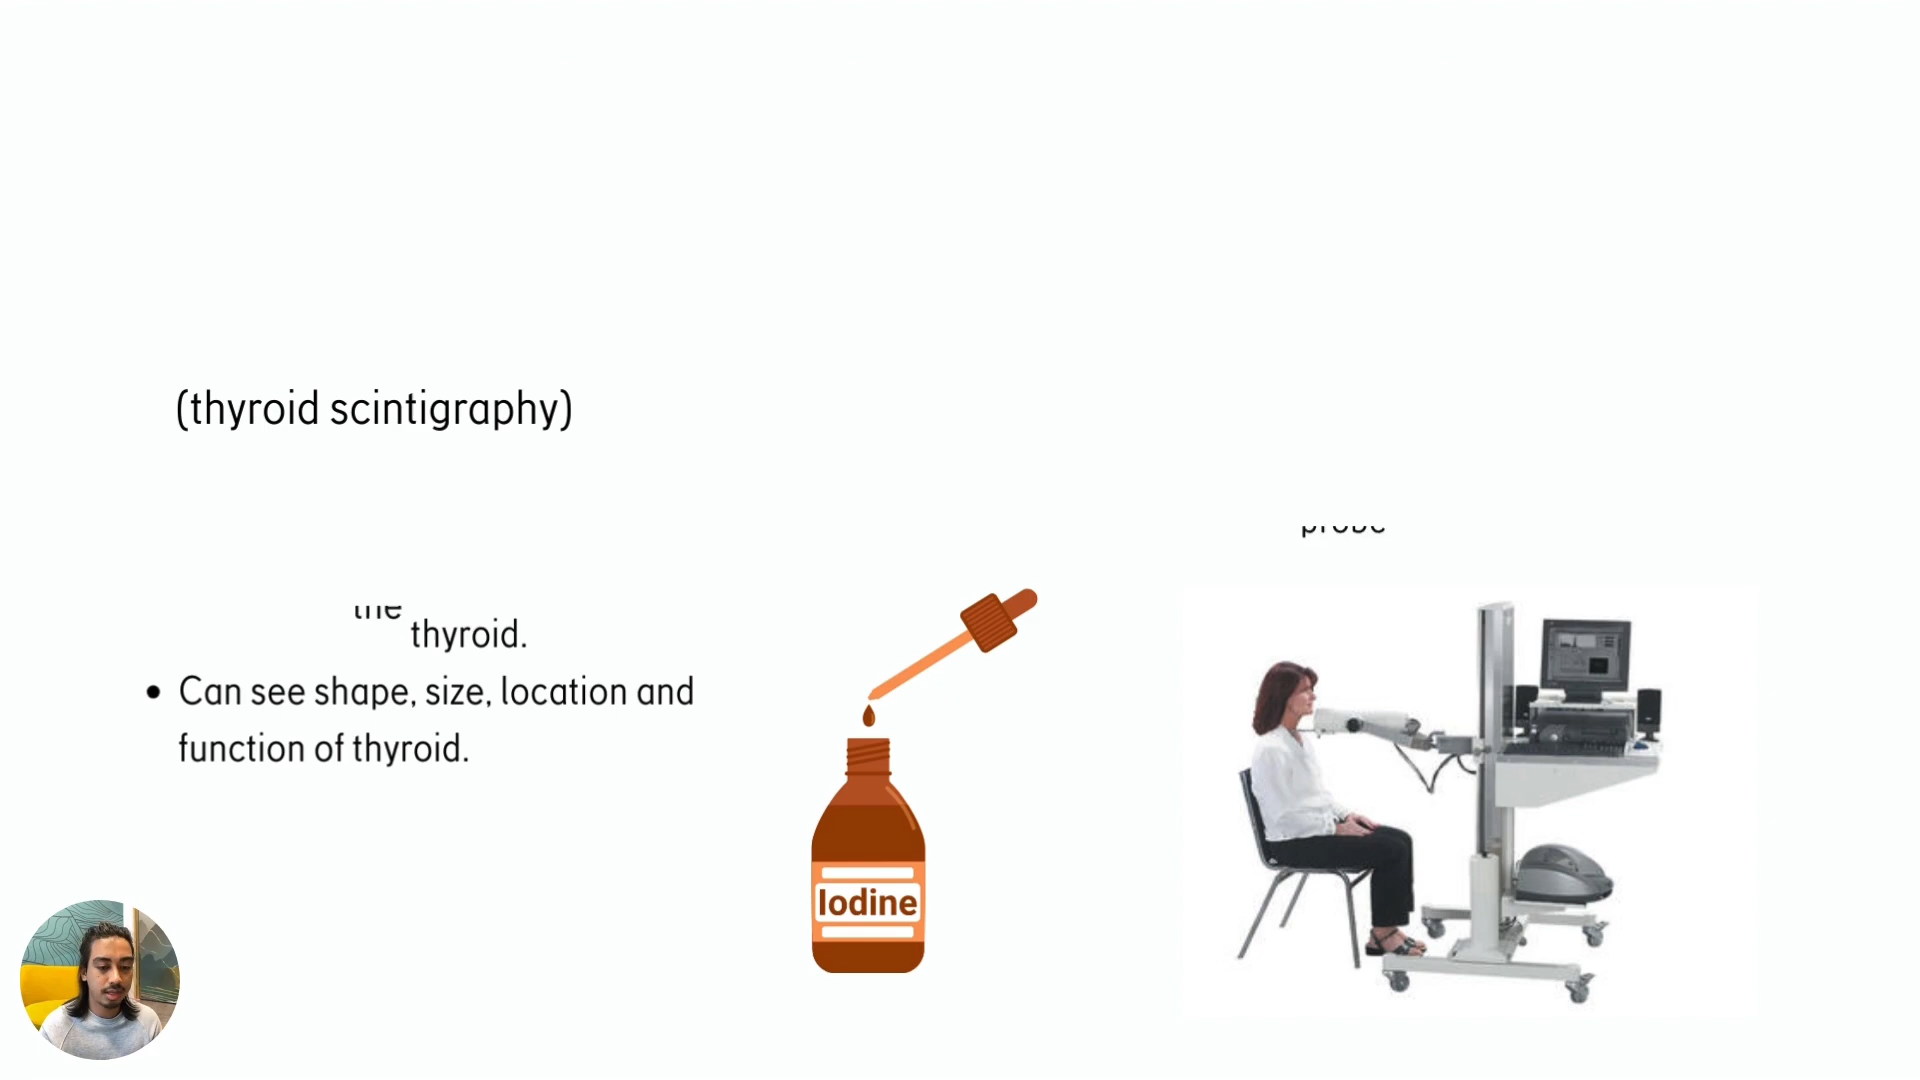 (thyroid scintigraphy)
probe
the
thyroid.
• Can see shape, size, location and
function of thyroid.
Iodine